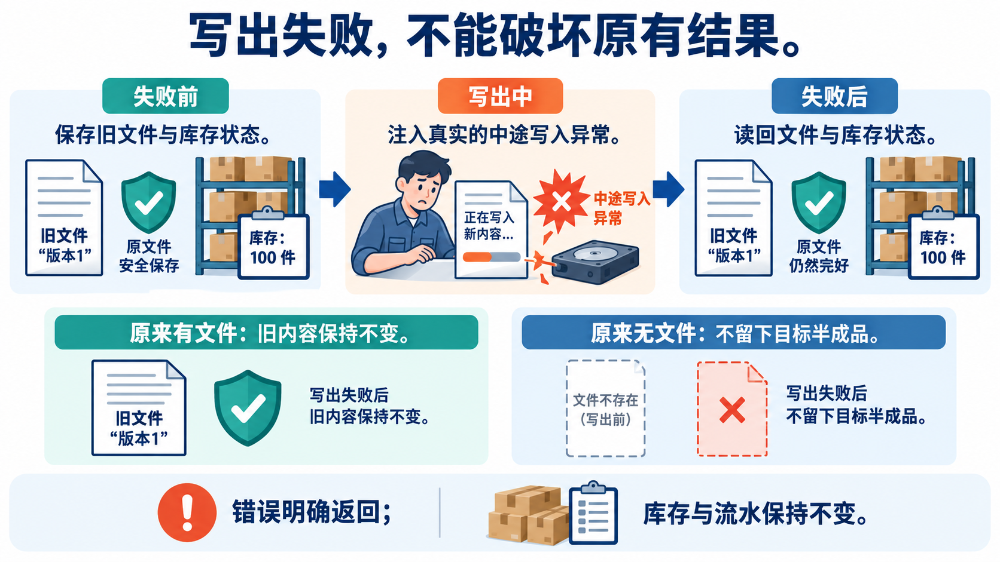 写出失败，不能破坏原有结果。
失败前
保存旧文件与库存状态。
旧文件
“版本1”
原文件
安全保存
库存：
100 件
写出中
注入真实的中途写入异常。
正在写入
新内容...
中途写入
异常
失败后
读回文件与库存状态。
旧文件
“版本1”
原文件
仍然完好
库存：
100 件
原来有文件：旧内容保持不变。
旧文件
“版本1”
写出失败后
旧内容保持不变。
原来无文件：不留下目标半成品。
文件不存在
（写出前）
写出失败后
不留下目标半成品。
错误明确返回；
库存与流水保持不变。